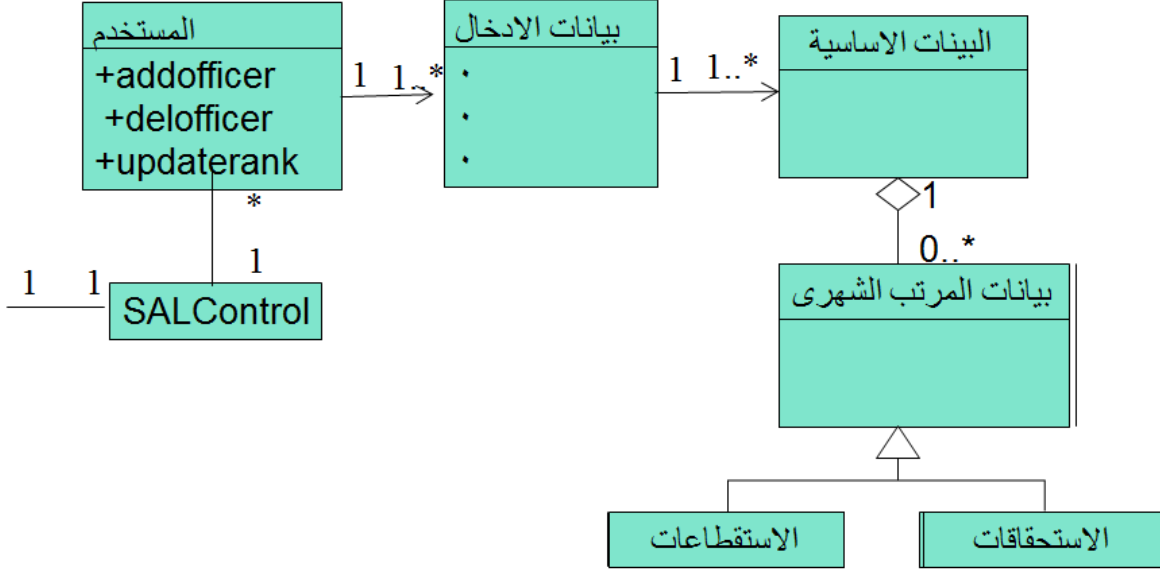 المستخدم
+addofficer
+delofficer
+updaterank
1 1..*
بيانات الادخال
.
.
.
1 1..*
البينات الاساسية
1
0..*
*
1
1 1
SALControl
بيانات المرتب الشهرى
الاستقطاعات
الاستحقاقات